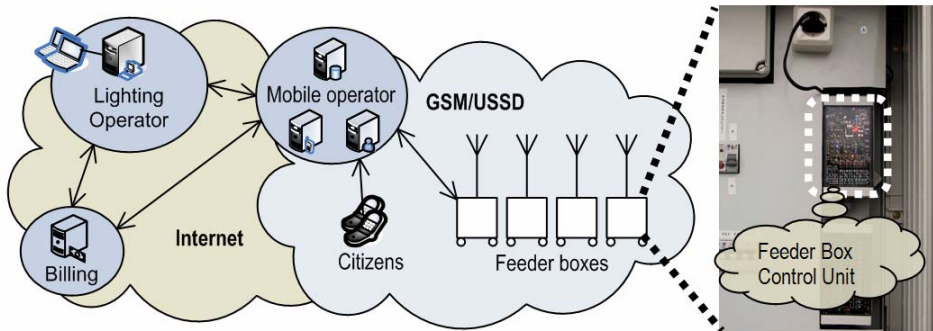 Lighting
Operator
Mobile operator
GSM/USSD
Billing
Internet
Citizens
Feeder boxes
Feeder Box
Control Unit